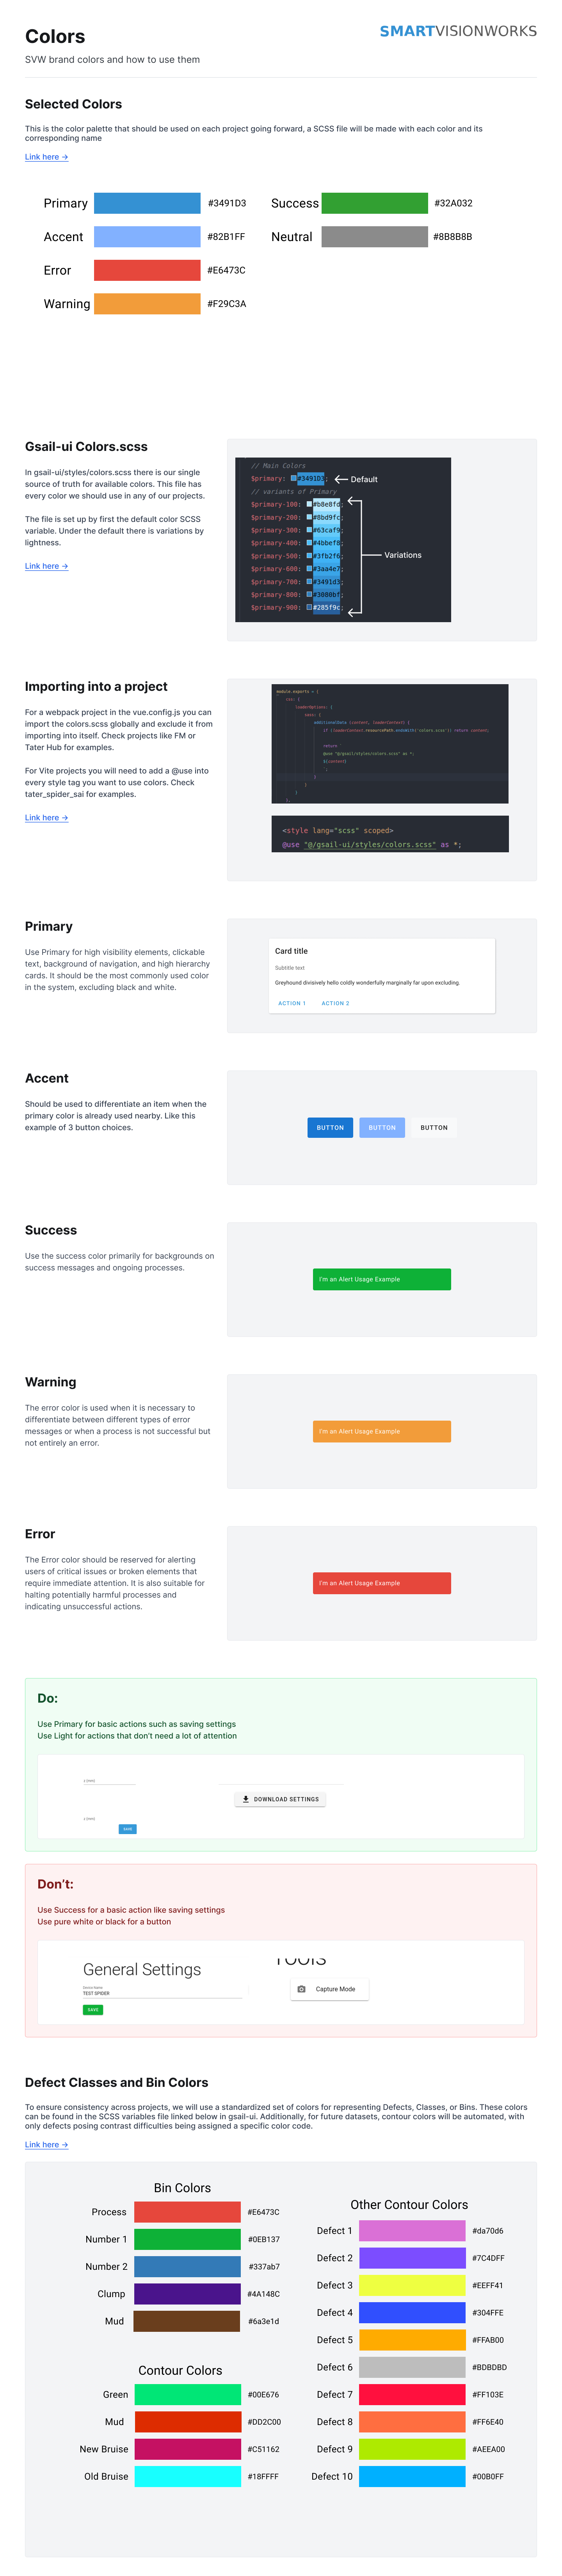 Colors
SMARTVISIONWORKS
SVW brand colors and how to use them
Selected Colors
This is the color palette that should be used on each project going forward, a SCSS file will be made with each color and its
corresponding name
Link here →
Primary #3491D3
Success #32A032
Accent #82B1FF
Neutral #8B8B8B
Error #E6473C
Warning #F29C3A
Gsail-ui Colors.scss
In gsail-ui/styles/colors.scss there is our single
source of truth for available colors. This file has
every color we should use in any of our projects.
The file is set up by first the default color SCSS
variable. Under the default there is variations by
lightness.
Link here →
// Main Colors
$primary: #3491D3;
Default
// variants of Primary
$primary-100: #b8e8fd;
$primary-200: #8bd9fc;
$primary-300: #63caf9;
$primary-400: #4bbef8;
$primary-500: #3fb2f6;
Variations
$primary-600: #3aa4e7;
$primary-700: #3491d3;
$primary-800: #3080bf;
$primary-900: #285f9c;
Importing into a project
For a webpack project in the vue.config.js you can
import the colors.scss globally and exclude it from
importing into itself. Check projects like FM or
Tater Hub for examples.
For Vite projects you will need to add a @use into
every style tag you want to use colors. Check
tater_spider_sai for examples.
Link here →
module.exports = {
css: {
loaderOptions: {
sass: {
additionalData (content, loaderContext) {
if (loaderContext.resourcePath.endsWith('colors.scss')) return content;
return `
@use "@/gsail/styles/colors.scss" as *;
${content}
`;
}
}
}
},
<style lang="scss" scoped>
@use "@/gsail-ui/styles/colors.scss" as *;
Primary
Use Primary for high visibility elements, clickable
text, background of navigation, and high hierarchy
cards. It should be the most commonly used color
in the system, excluding black and white.
Card title
Subtitle text
Greyhound divisively hello coldly wonderfully marginally far upon excluding.
ACTION 1 ACTION 2
Accent
Should be used to differentiate an item when the
primary color is already used nearby. Like this
example of 3 button choices.
BUTTON BUTTON BUTTON
Success
Use the success color primarily for backgrounds on
success messages and ongoing processes.
I'm an Alert Usage Example
Warning
The error color is used when it is necessary to
differentiate between different types of error
messages or when a process is not successful but
not entirely an error.
I'm an Alert Usage Example
Error
The Error color should be reserved for alerting
users of critical issues or broken elements that
require immediate attention. It is also suitable for
halting potentially harmful processes and
indicating unsuccessful actions.
I'm an Alert Usage Example
Do:
Use Primary for basic actions such as saving settings
Use Light for actions that don't need a lot of attention
DOWNLOAD SETTINGS
SAVE
Don't:
Use Success for a basic action like saving settings
Use pure white or black for a button
General Settings
Tools
Device Name
TEST SPIDER
Capture Mode
SAVE
Defect Classes and Bin Colors
To ensure consistency across projects, we will use a standardized set of colors for representing Defects, Classes, or Bins. These colors
can be found in the SCSS variables file linked below in gsail-ui. Additionally, for future datasets, contour colors will be automated, with
only defects posing contrast difficulties being assigned a specific color code.
Link here →
Bin Colors
Process #E6473C
Number 1 #0EB137
Number 2 #337ab7
Clump #4A148C
Mud #6a3e1d
Contour Colors
Green #00E676
Mud #DD2C00
New Bruise #C51162
Old Bruise #18FFFF
Other Contour Colors
Defect 1 #da70d6
Defect 2 #7C4DFF
Defect 3 #EEFF41
Defect 4 #304FFE
Defect 5 #FFAB00
Defect 6 #BDBDBD
Defect 7 #FF103E
Defect 8 #FF6E40
Defect 9 #AEEA00
Defect 10 #00B0FF